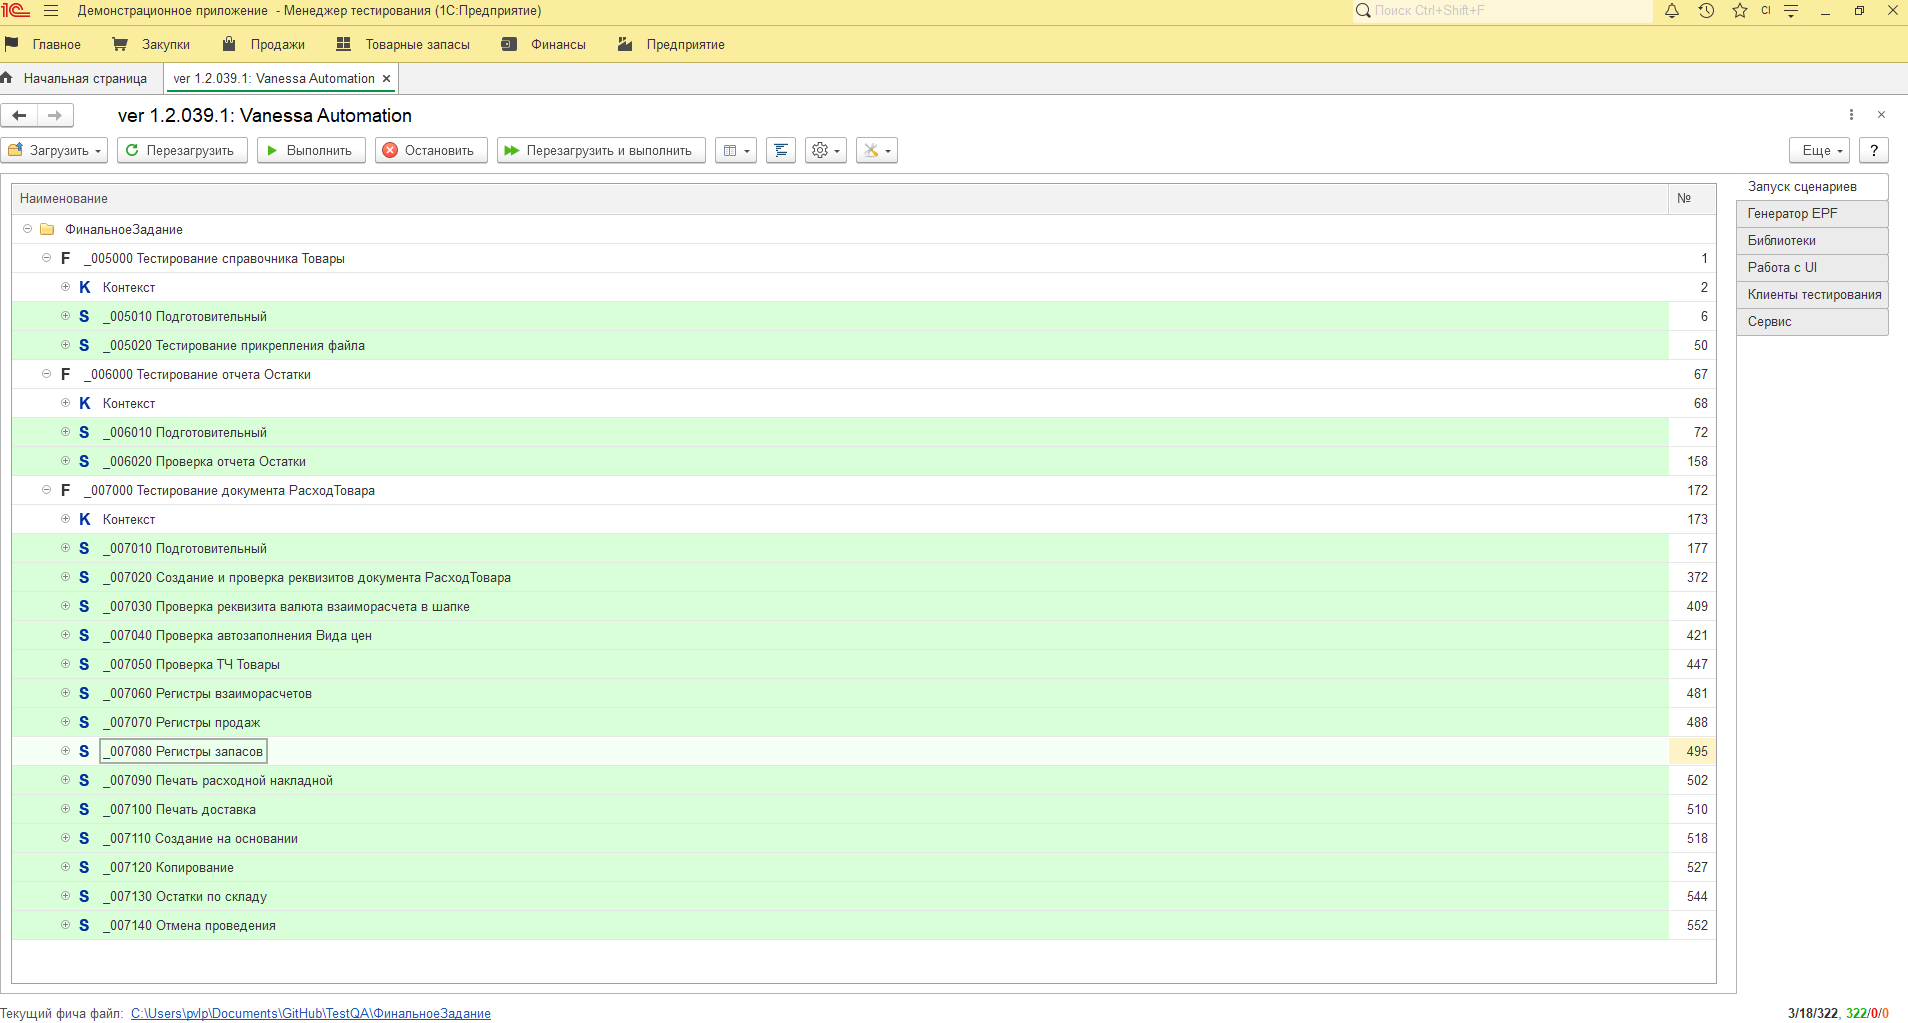 1С Демонстрационное приложение - Менеджер тестирования (1С:Предприятие) Поиск Ctrl+Shift+F CI
Главное Закупки Продажи Товарные запасы Финансы Предприятие
Начальная страница ver 1.2.039.1: Vanessa Automation
ver 1.2.039.1: Vanessa Automation
Загрузить Перезагрузить Выполнить Остановить Перезагрузить и выполнить Еще ?
Наименование №
ФинальноеЗадание
F _005000 Тестирование справочника Товары 1
K Контекст 2
S _005010 Подготовительный 6
S _005020 Тестирование прикрепления файла 50
F _006000 Тестирование отчета Остатки 67
K Контекст 68
S _006010 Подготовительный 72
S _006020 Проверка отчета Остатки 158
F _007000 Тестирование документа РасходТовара 172
K Контекст 173
S _007010 Подготовительный 177
S _007020 Создание и проверка реквизитов документа РасходТовара 372
S _007030 Проверка реквизита валюта взаиморасчета в шапке 409
S _007040 Проверка автозаполнения Вида цен 421
S _007050 Проверка ТЧ Товары 447
S _007060 Регистры взаиморасчетов 481
S _007070 Регистры продаж 488
S _007080 Регистры запасов 495
S _007090 Печать расходной накладной 502
S _007100 Печать доставка 510
S _007110 Создание на основании 518
S _007120 Копирование 527
S _007130 Остатки по складу 544
S _007140 Отмена проведения 552
Запуск сценариев
Генератор EPF
Библиотеки
Работа с UI
Клиенты тестирования
Сервис
Текущий фича файл: C:\Users\pvlp\Documents\GitHub\TestQA\ФинальноеЗадание 3/18/322, 322/0/0